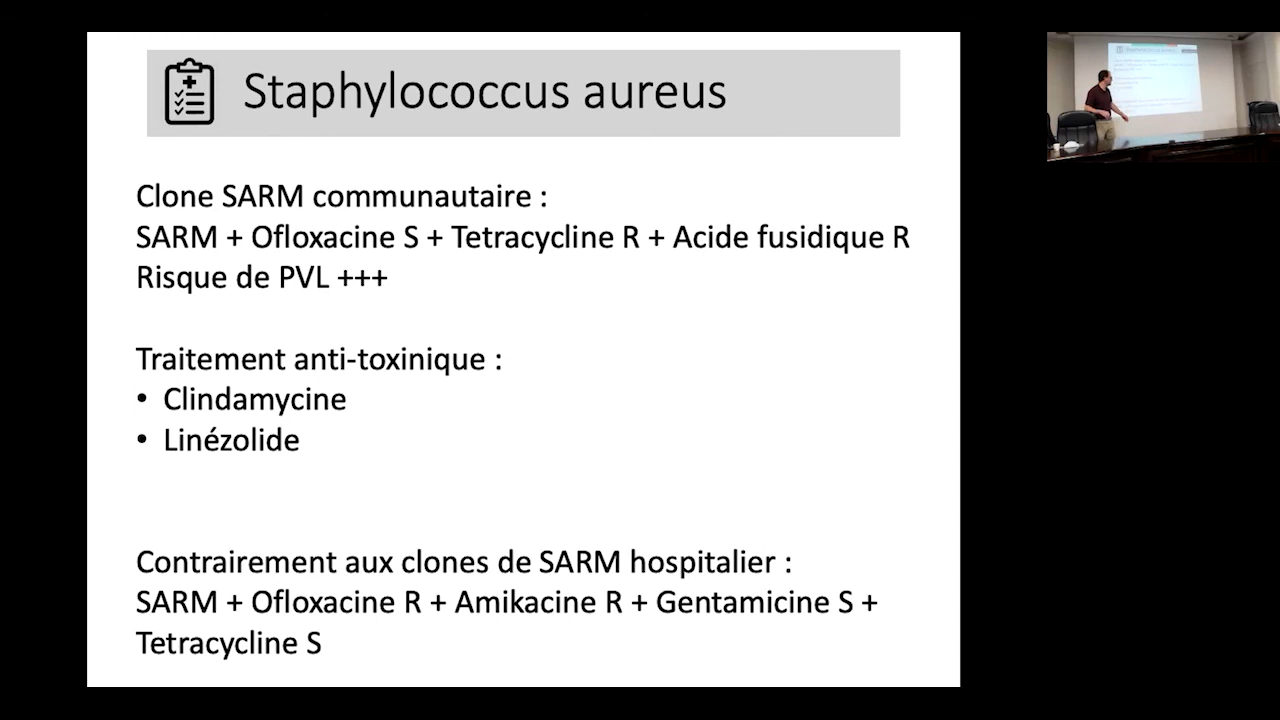 Staphylococcus aureus
Clone SARM communautaire :
SARM + Ofloxacine S + Tetracycline R + Acide fusidique R
Risque de PVL +++
Traitement anti-toxinique :
• Clindamycine
• Linézolide
Contrairement aux clones de SARM hospitalier :
SARM + Ofloxacine R + Amikacine R + Gentamicine S +
Tetracycline S